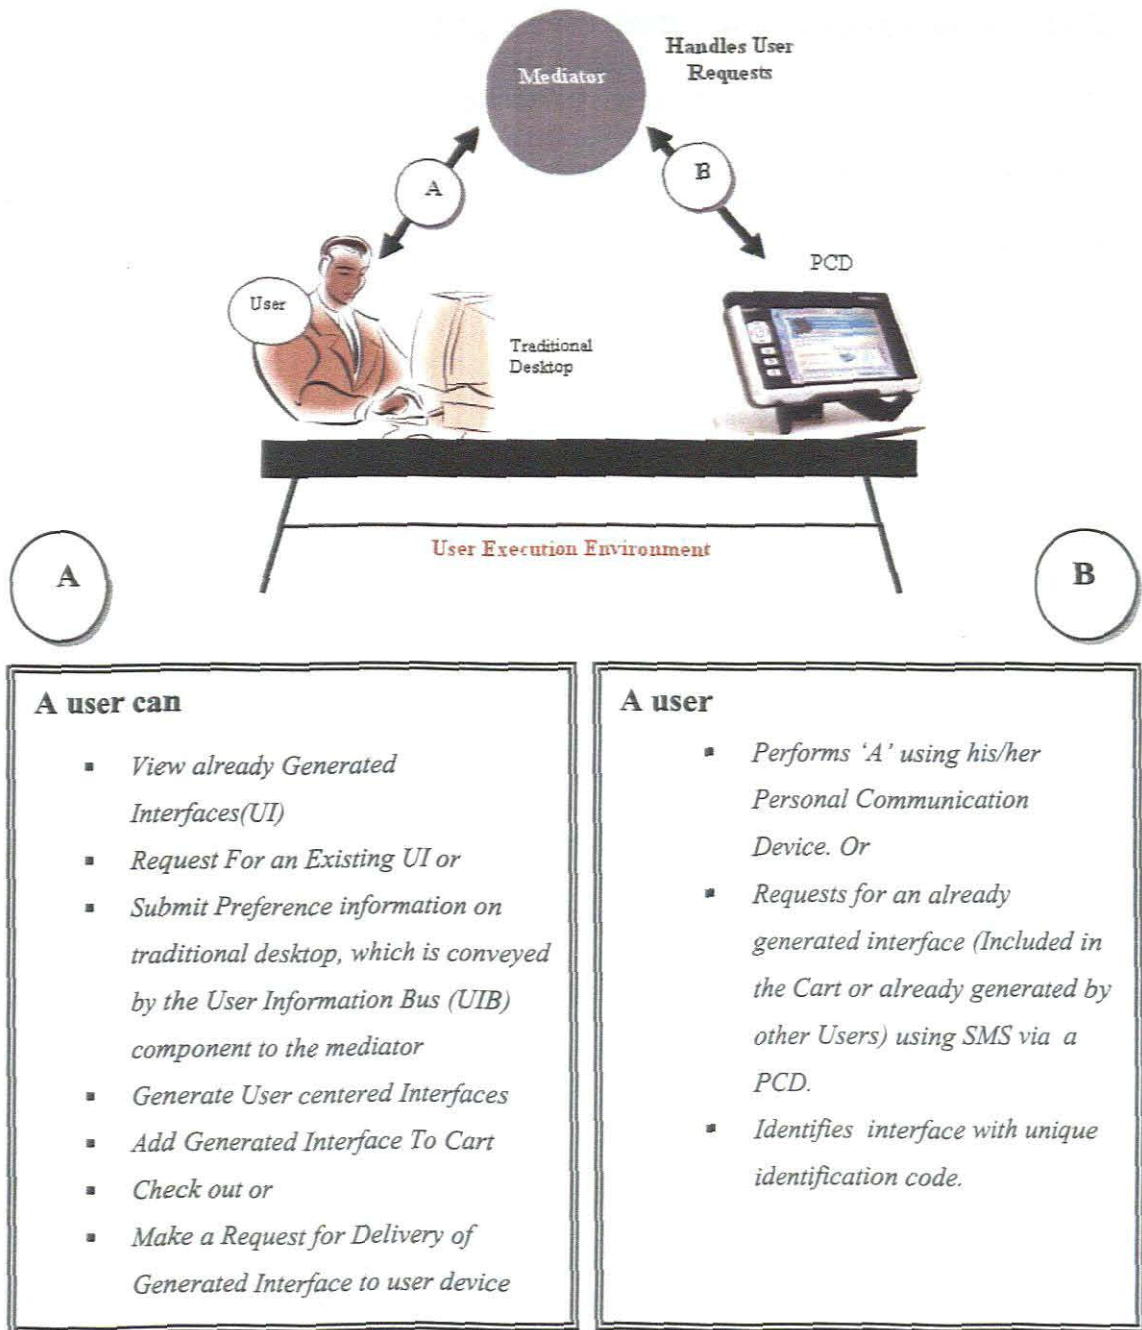 Mediator
Handles User
Requests
A
B
PCD
User
Traditional
Desktop
User Execution Environment
A
B
A user can
▪ View already Generated
Interfaces(UI)
▪ Request For an Existing UI or
▪ Submit Preference information on
traditional desktop, which is conveyed
by the User Information Bus (UIB)
component to the mediator
▪ Generate User centered Interfaces
▪ Add Generated Interface To Cart
▪ Check out or
▪ Make a Request for Delivery of
Generated Interface to user device
A user
▪ Performs ‘A’ using his/her
Personal Communication
Device. Or
▪ Requests for an already
generated interface (Included in
the Cart or already generated by
other Users) using SMS via a
PCD.
▪ Identifies interface with unique
identification code.